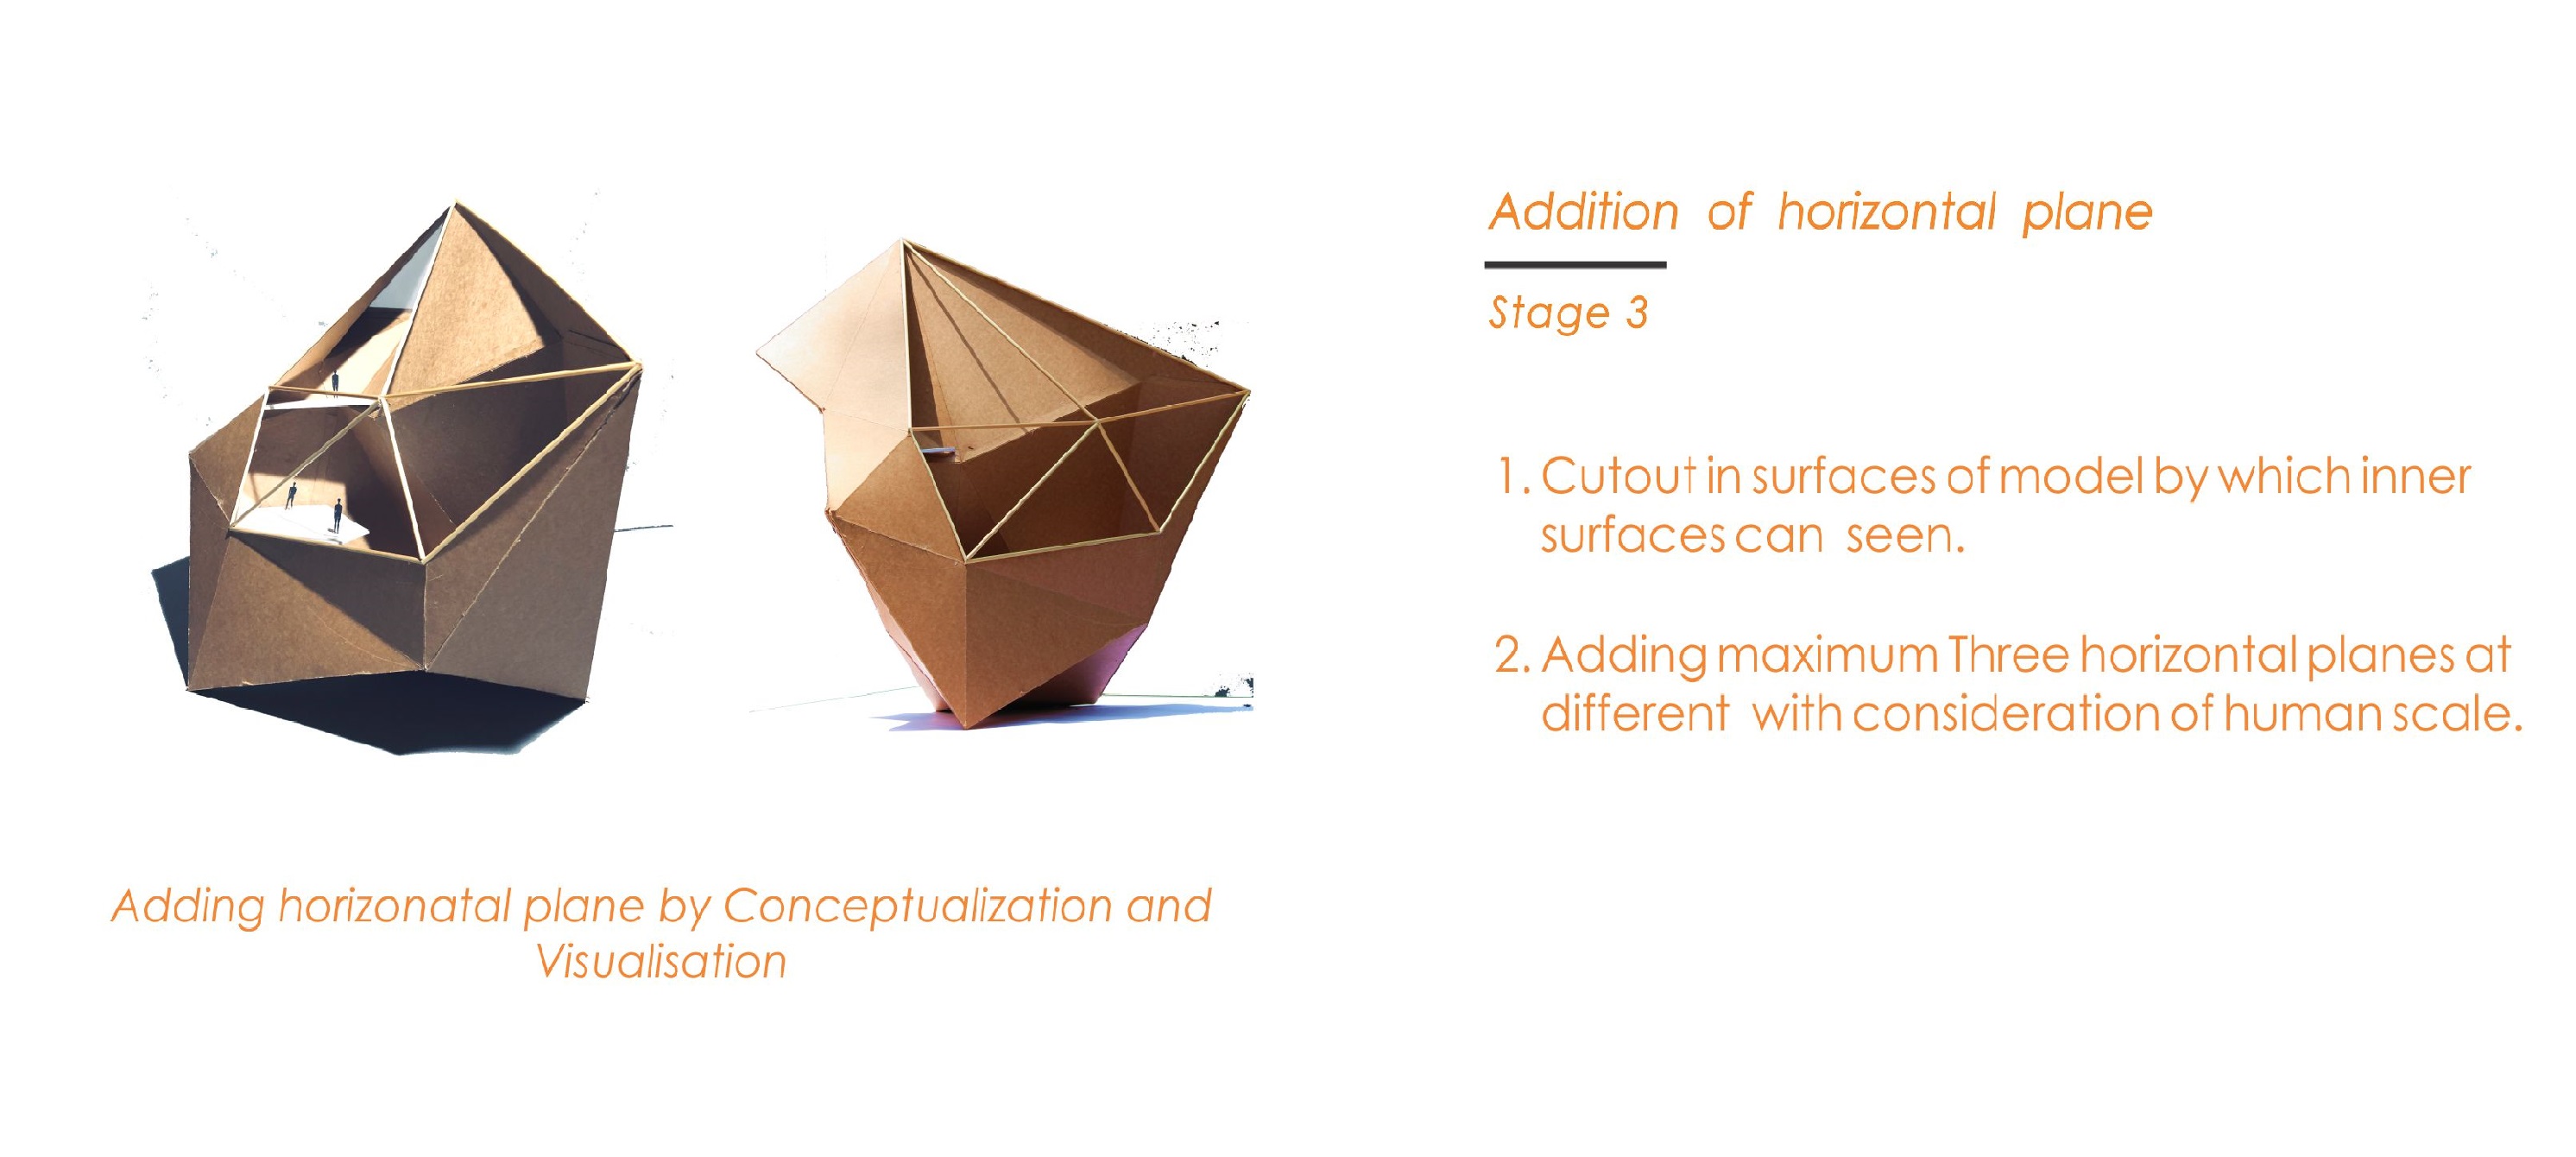 Addition of horizontal plane
Stage 3
1. Cutout in surfaces of model by which inner
surfaces can seen.
2. Adding maximum Three horizontal planes at
different with consideration of human scale.
Adding horizonatal plane by Conceptualization and
Visualisation